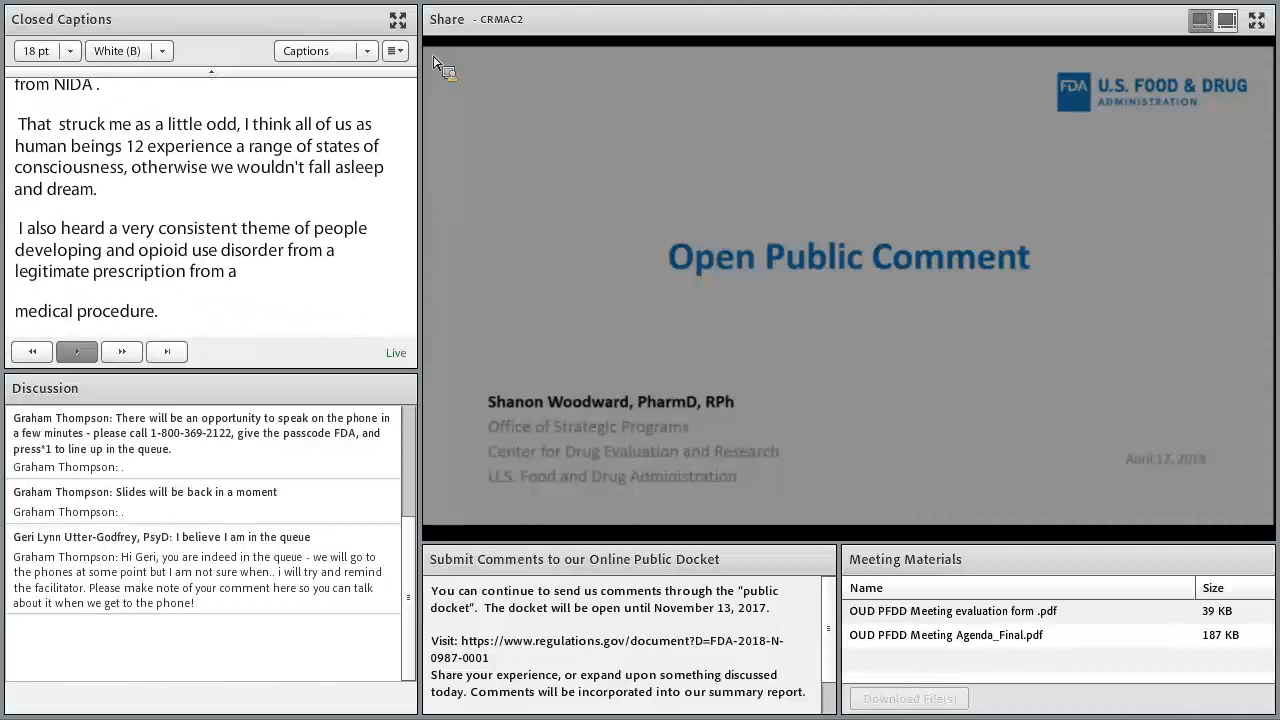 Closed Captions
18 pt
White (B)
Captions
from NIDA .
That struck me as a little odd, I think all of us as
human beings 12 experience a range of states of
consciousness, otherwise we wouldn't fall asleep
and dream.
I also heard a very consistent theme of people
developing and opioid use disorder from a
legitimate prescription from a
medical procedure.
Live
Discussion
Graham Thompson: There will be an opportunity to speak on the phone in
a few minutes - please call 1-800-369-2122, give the passcode FDA, and
press*1 to line up in the queue.
Graham Thompson: .
Graham Thompson: Slides will be back in a moment
Graham Thompson: .
Geri Lynn Utter-Godfrey, PsyD: I believe I am in the queue
Graham Thompson: Hi Geri, you are indeed in the queue - we will go to
the phones at some point but I am not sure when.. i will try and remind
the facilitator. Please make note of your comment here so you can talk
about it when we get to the phone!
Share - CRMAC2
FDA
U.S. FOOD & DRUG
ADMINISTRATION
Open Public Comment
Shanon Woodward, PharmD, RPh
Office of Strategic Programs
Center for Drug Evaluation and Research
U.S. Food and Drug Administration
April 17, 2018
Submit Comments to our Online Public Docket
You can continue to send us comments through the "public
docket". The docket will be open until November 13, 2017.
Visit: https://www.regulations.gov/document?D=FDA-2018-N-
0987-0001
Share your experience, or expand upon something discussed
today. Comments will be incorporated into our summary report.
Meeting Materials
Name Size
OUD PFDD Meeting evaluation form .pdf 39 KB
OUD PFDD Meeting Agenda_Final.pdf 187 KB
Download File(s)